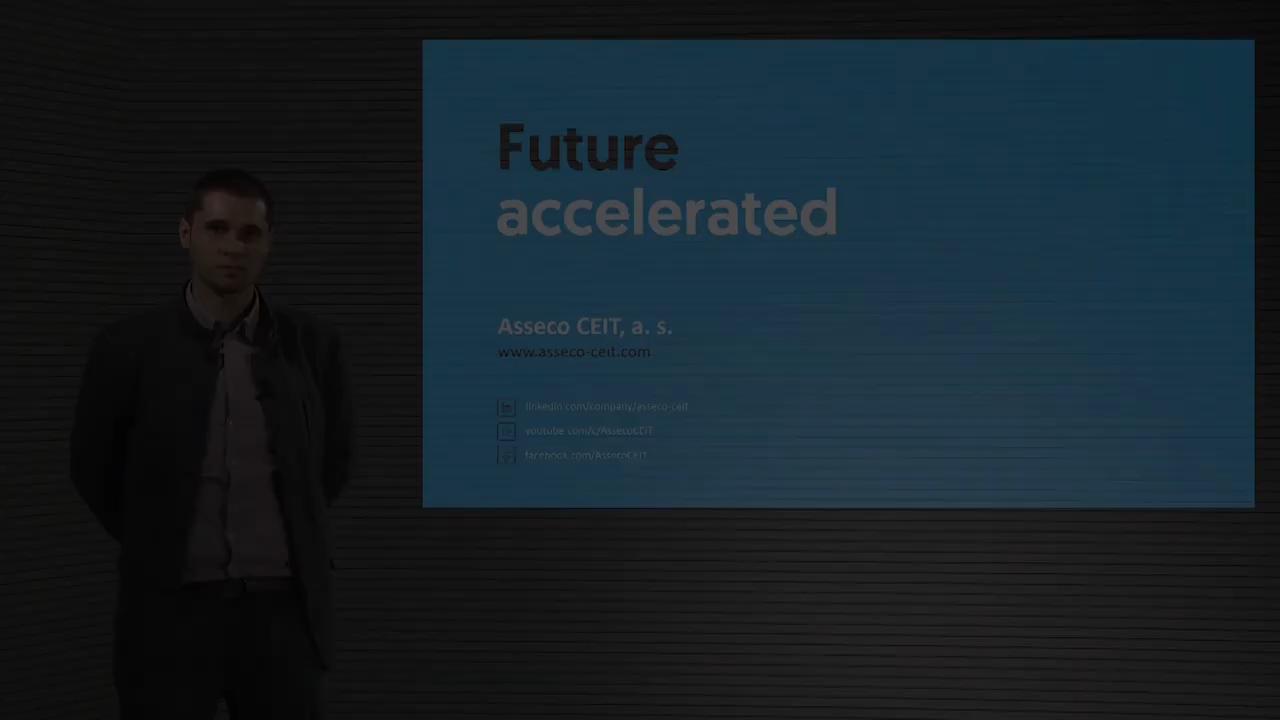 Future
accelerated
Asseco CEIT, a. s.
www.asseco-ceit.com
linkedin.com/company/asseco-ceit
youtube.com/c/AssecoCEIT
facebook.com/AssecoCEIT